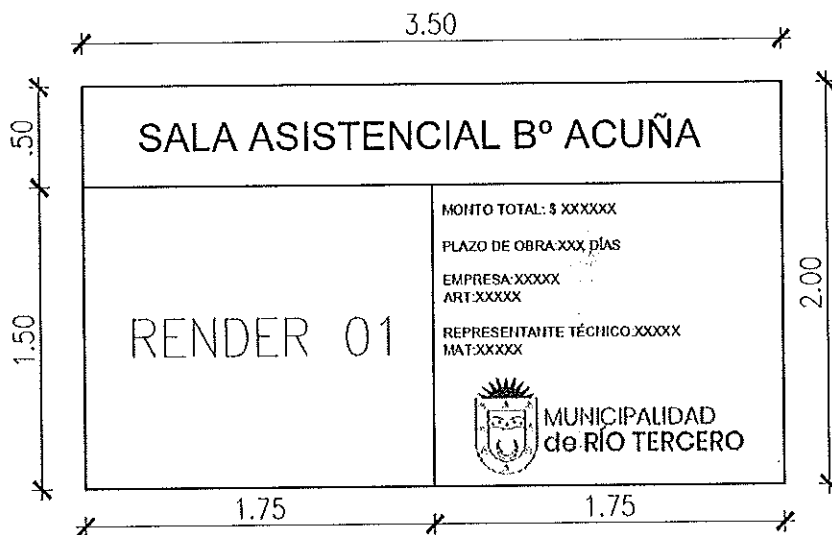 3.50
.50
SALA ASISTENCIAL Bº ACUÑA
MONTO TOTAL: $ XXXXXX
PLAZO DE OBRA:XXX DÍAS
EMPRESA:XXXXX
ART:XXXXX
REPRESENTANTE TÉCNICO:XXXXX
MAT:XXXXX
RENDER 01
1.50
2.00
MUNICIPALIDAD
de RÍO TERCERO
1.75
1.75